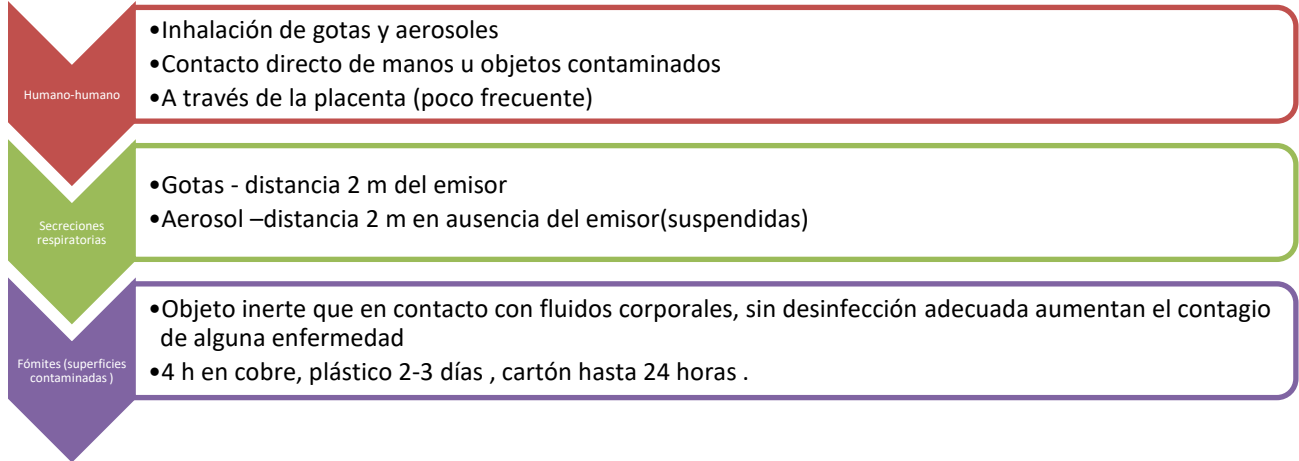 Humano-humano
•Inhalación de gotas y aerosoles
•Contacto directo de manos u objetos contaminados
•A través de la placenta (poco frecuente)
Secreciones
respiratorias
•Gotas - distancia 2 m del emisor
•Aerosol –distancia 2 m en ausencia del emisor(suspendidas)
Fómites (superficies
contaminadas )
•Objeto inerte que en contacto con fluidos corporales, sin desinfección adecuada aumentan el contagio
de alguna enfermedad
•4 h en cobre, plástico 2-3 días , cartón hasta 24 horas .